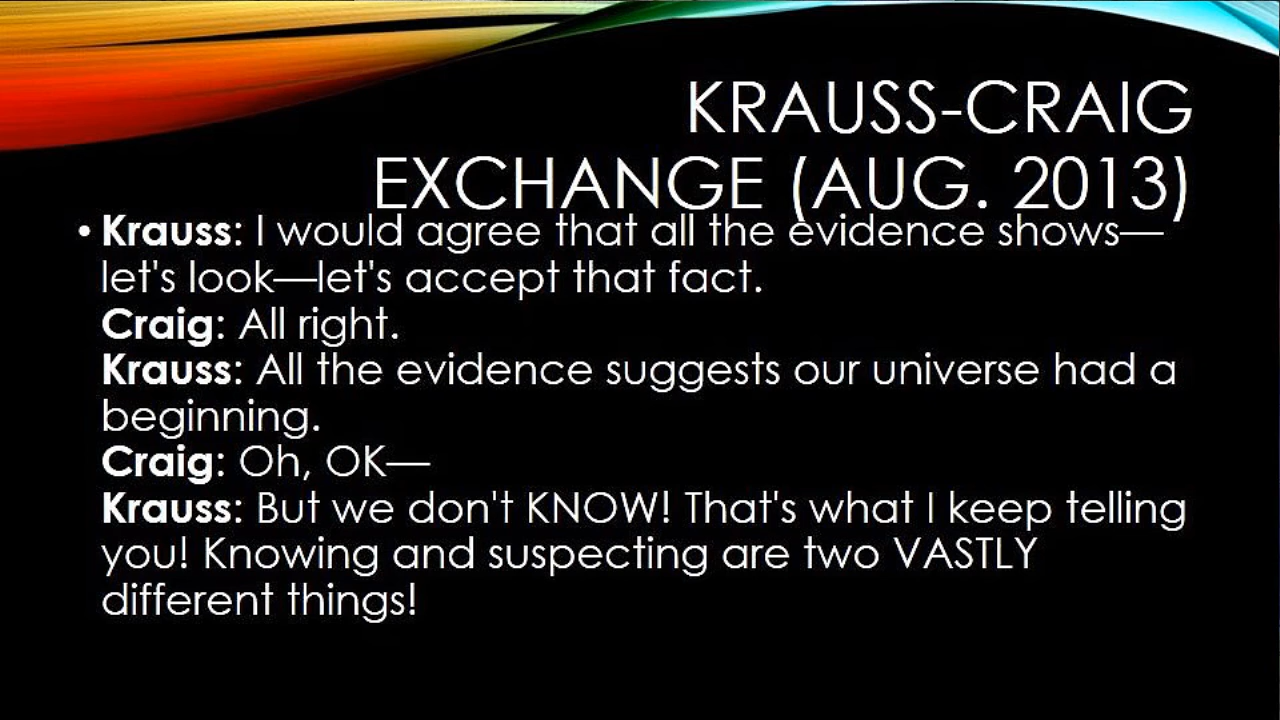 KRAUSS-CRAIG
EXCHANGE (AUG. 2013)
• Krauss: I would agree that all the evidence shows—
let's look—let's accept that fact.
Craig: All right.
Krauss: All the evidence suggests our universe had a
beginning.
Craig: Oh, OK—
Krauss: But we don't KNOW! That's what I keep telling
you! Knowing and suspecting are two VASTLY
different things!